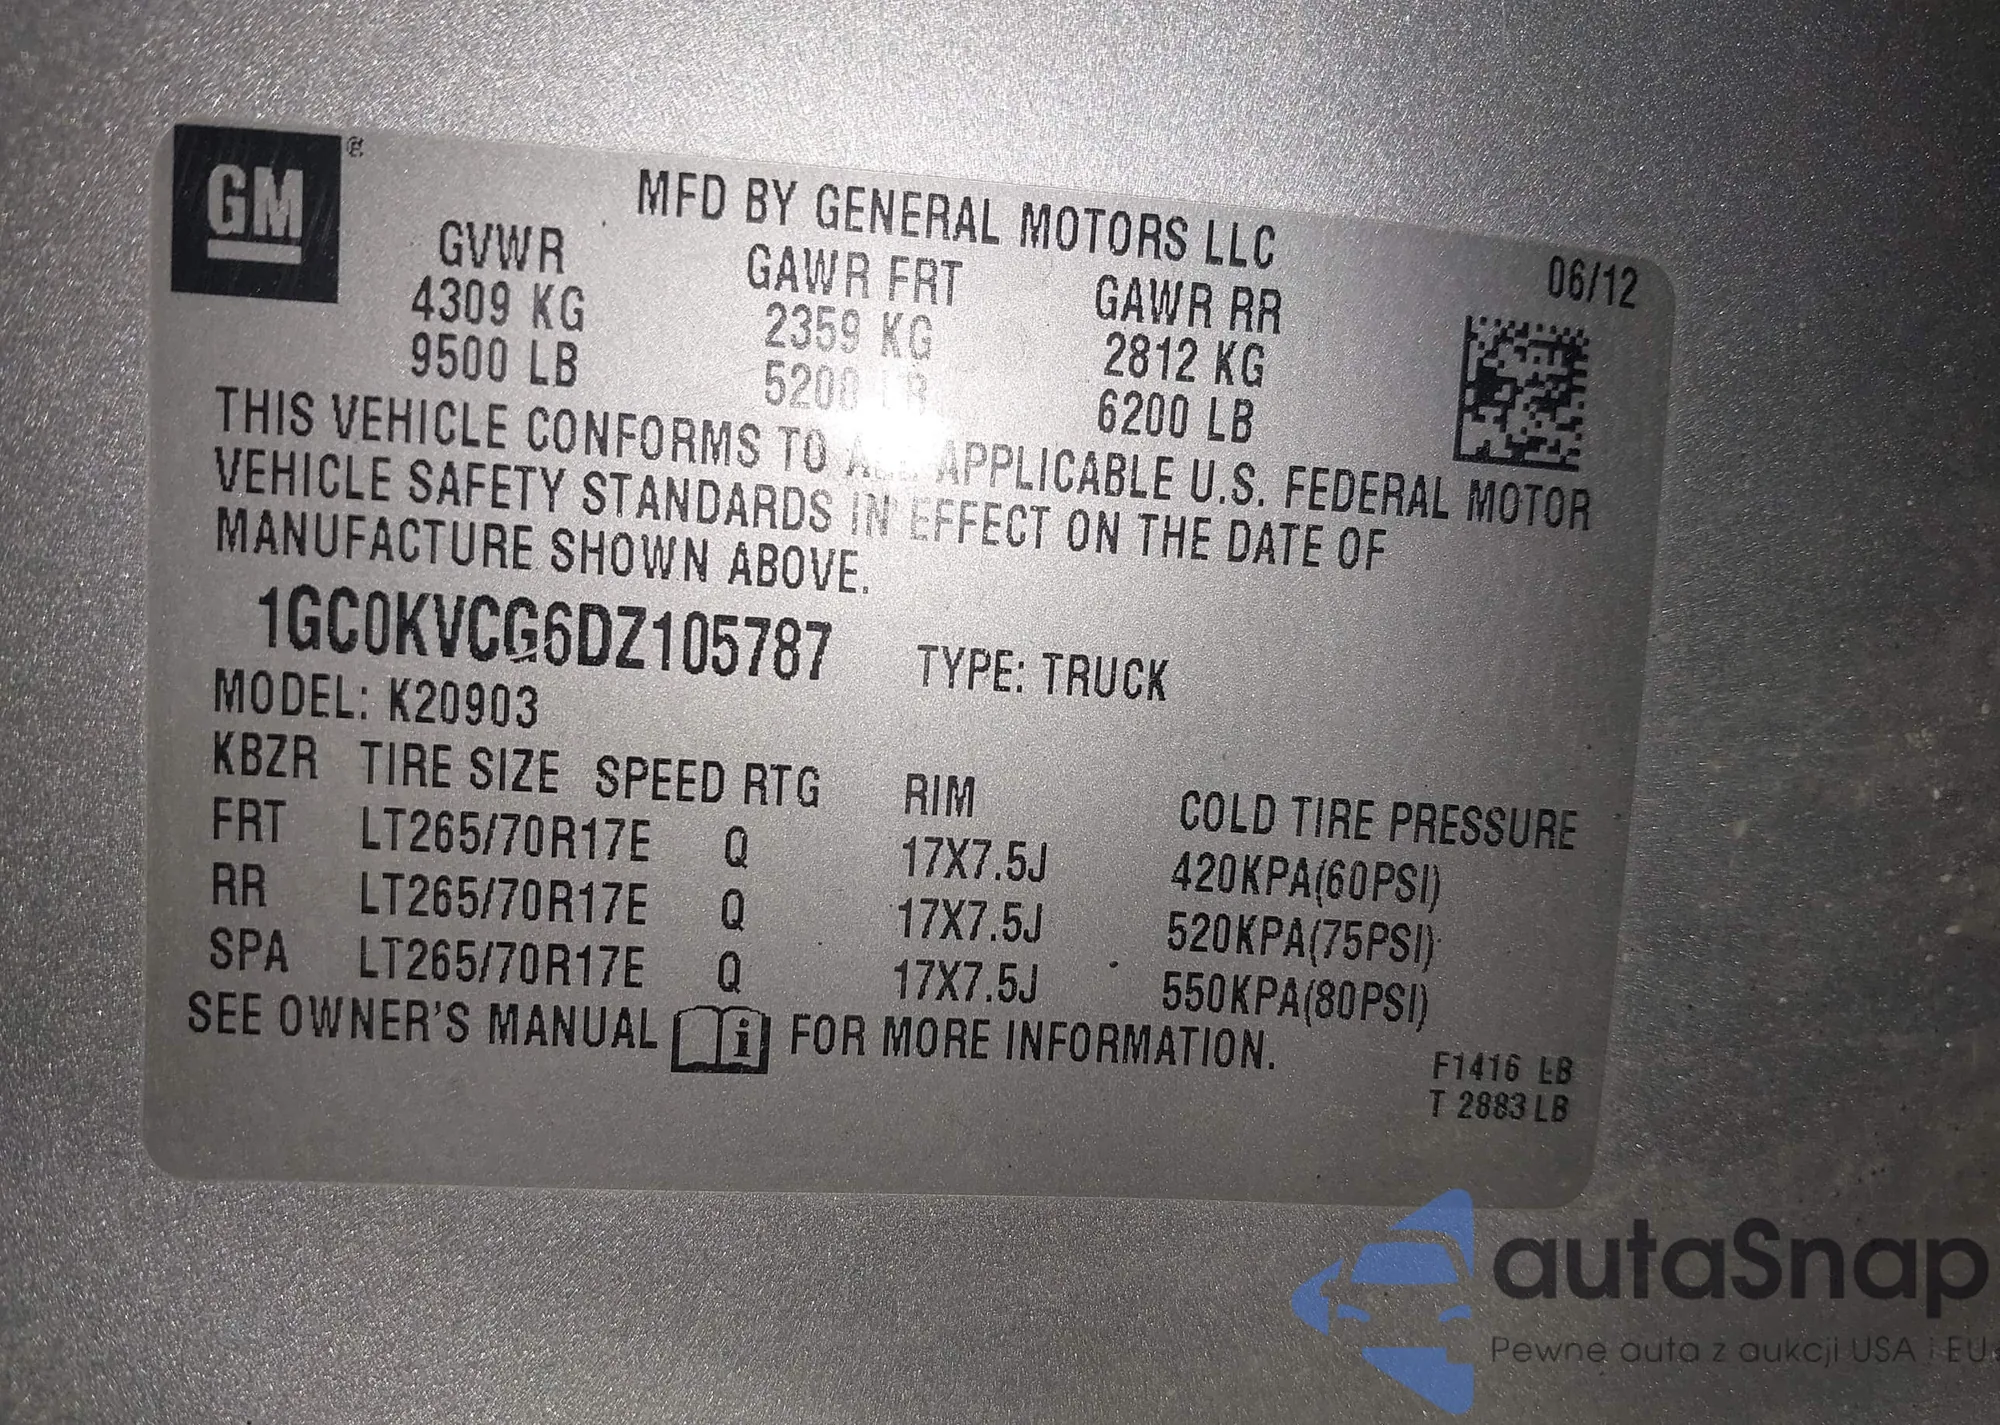 GM ®
MFD BY GENERAL MOTORS LLC
GVWR GAWR FRT GAWR RR 06/12
4309 KG 2359 KG 2812 KG
9500 LB 5200 LB 6200 LB
THIS VEHICLE CONFORMS TO ALL APPLICABLE U.S. FEDERAL MOTOR
VEHICLE SAFETY STANDARDS IN EFFECT ON THE DATE OF
MANUFACTURE SHOWN ABOVE.
1GC0KVCG6DZ105787 TYPE: TRUCK
MODEL: K20903
KBZR TIRE SIZE SPEED RTG RIM COLD TIRE PRESSURE
FRT LT265/70R17E Q 17X7.5J 420KPA(60PSI)
RR LT265/70R17E Q 17X7.5J 520KPA(75PSI)
SPA LT265/70R17E Q 17X7.5J 550KPA(80PSI)
SEE OWNER'S MANUAL i FOR MORE INFORMATION.
F1416 LB
T 2883 LB
autaSnap
Pewne auta z aukcji USA i EU